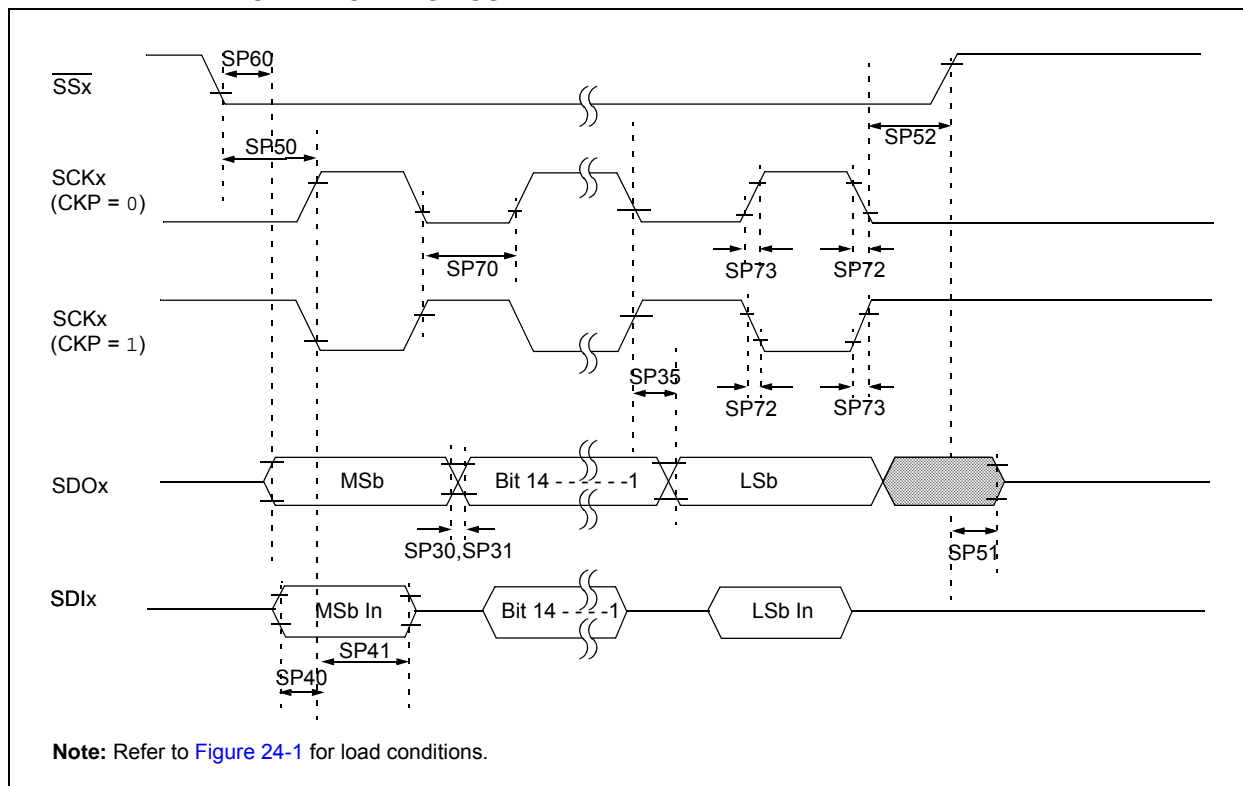 SP60
SSx
SP50
SP52
SCKx
(CKP = 0)
SP70
SP73
SP72
SCKx
(CKP = 1)
SP35
SP72
SP73
SDOx
MSb
Bit 14 - - - - - -1
LSb
SP30,SP31
SP51
SDIx
MSb In
Bit 14 - - - -1
LSb In
SP41
SP40
Note: Refer to Figure 24-1 for load conditions.